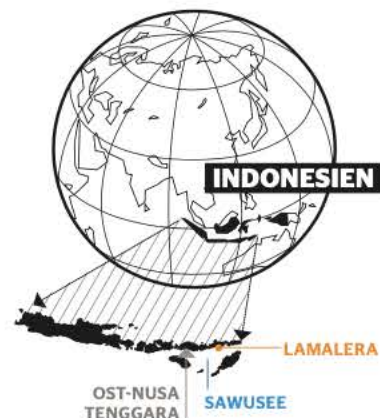 INDONESIEN
LAMALERA
OST-NUSA
TENGGARA
SAWUSEE